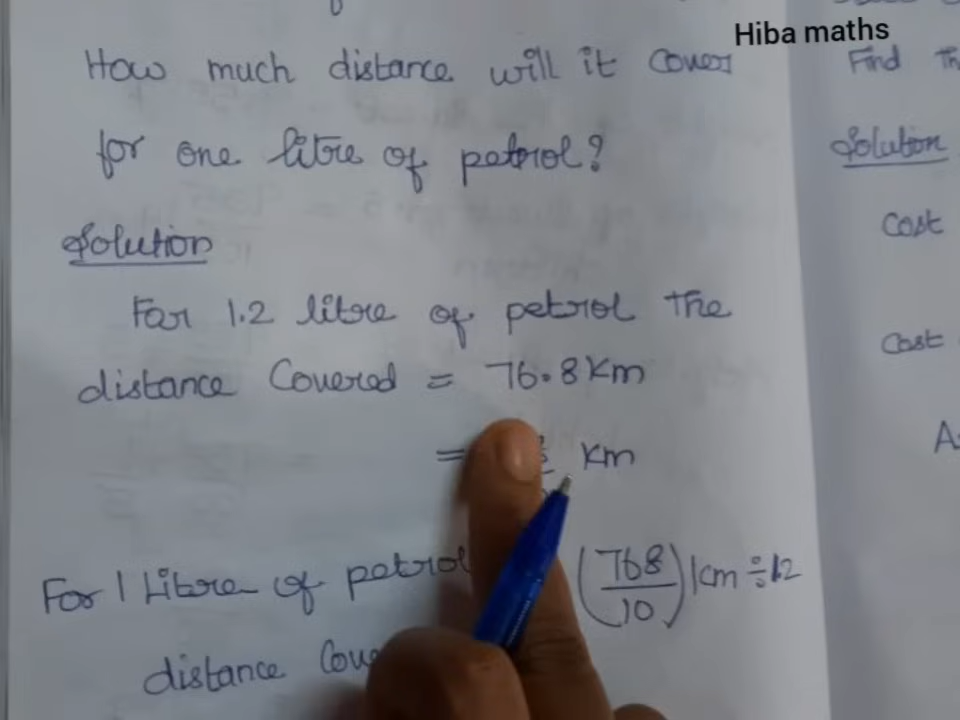 Hiba maths
How much distance will it cover
for one litre of petrol?
Solution
For 1.2 litre of petrol The
distance Covered = 76.8 Km
= Km
For 1 Litre of petrol (768/10) km ÷ 1.2
distance
Find
Solution
Cost
Cost